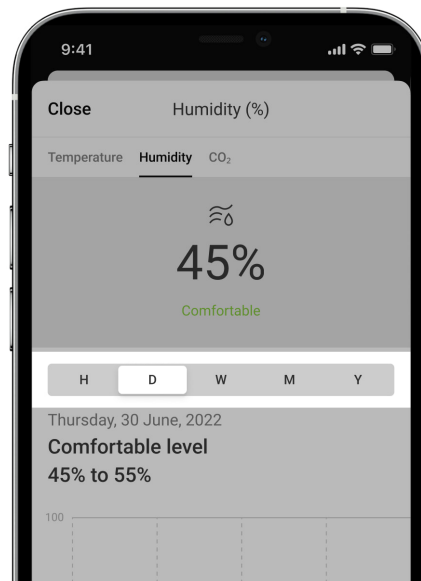 9:41
Close Humidity (%)
Temperature Humidity CO₂
45%
Comfortable
H D W M Y
Thursday, 30 June, 2022
Comfortable level
45% to 55%
100